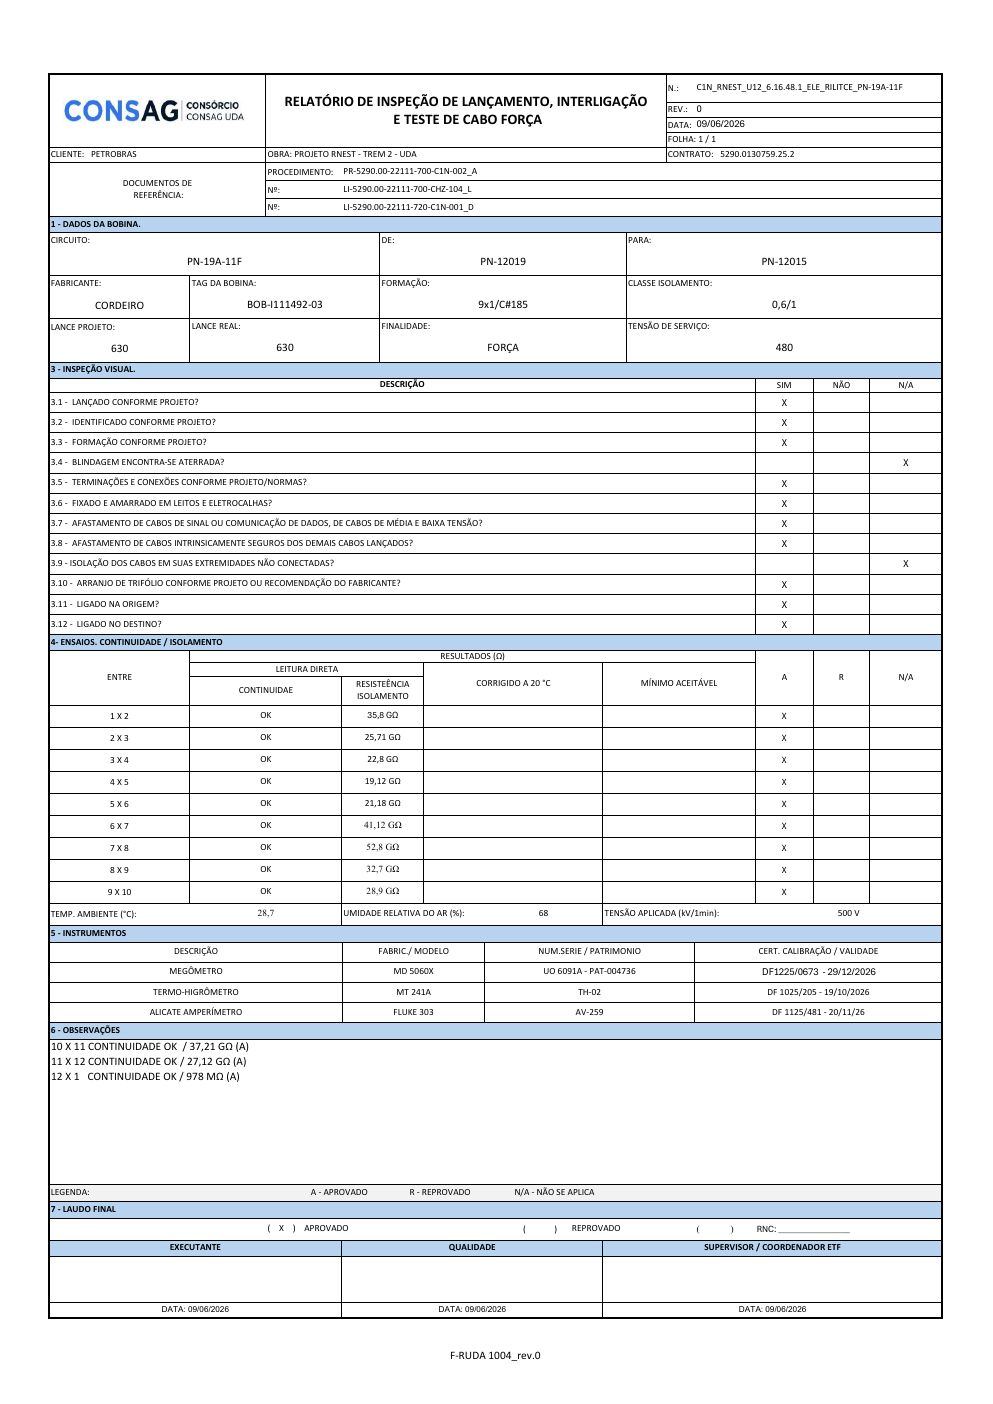 CONSAG CONSÓRCIO CONSAG UDA
RELATÓRIO DE INSPEÇÃO DE LANÇAMENTO, INTERLIGAÇÃO
E TESTE DE CABO FORÇA
N.: C1N_RNEST_U12_6.16.48.1_ELE_RILITCE_PN-19A-11F
REV.: 0
DATA: 09/06/2026
FOLHA: 1 / 1
CLIENTE: PETROBRAS OBRA: PROJETO RNEST - TREM 2 - UDA CONTRATO: 5290.0130759.25.2
DOCUMENTOS DE
REFERÊNCIA:
PROCEDIMENTO: PR-5290.00-22111-700-C1N-002_A
Nº: LI-5290.00-22111-700-CHZ-104_L
Nº: LI-5290.00-22111-720-C1N-001_D
1 - DADOS DA BOBINA.
CIRCUITO: DE: PARA:
PN-19A-11F PN-12019 PN-12015
FABRICANTE: TAG DA BOBINA: FORMAÇÃO: CLASSE ISOLAMENTO:
CORDEIRO BOB-I111492-03 9x1/C#185 0,6/1
LANCE PROJETO: LANCE REAL: FINALIDADE: TENSÃO DE SERVIÇO:
630 630 FORÇA 480
3 - INSPEÇÃO VISUAL.
DESCRIÇÃO SIM NÃO N/A
3.1 - LANÇADO CONFORME PROJETO? X
3.2 - IDENTIFICADO CONFORME PROJETO? X
3.3 - FORMAÇÃO CONFORME PROJETO? X
3.4 - BLINDAGEM ENCONTRA-SE ATERRADA? X
3.5 - TERMINAÇÕES E CONEXÕES CONFORME PROJETO/NORMAS? X
3.6 - FIXADO E AMARRADO EM LEITOS E ELETROCALHAS? X
3.7 - AFASTAMENTO DE CABOS DE SINAL OU COMUNICAÇÃO DE DADOS, DE CABOS DE MÉDIA E BAIXA TENSÃO? X
3.8 - AFASTAMENTO DE CABOS INTRINSICAMENTE SEGUROS DOS DEMAIS CABOS LANÇADOS? X
3.9 - ISOLAÇÃO DOS CABOS EM SUAS EXTREMIDADES NÃO CONECTADAS? X
3.10 - ARRANJO DE TRIFÓLIO CONFORME PROJETO OU RECOMENDAÇÃO DO FABRICANTE? X
3.11 - LIGADO NA ORIGEM? X
3.12 - LIGADO NO DESTINO? X
4- ENSAIOS. CONTINUIDADE / ISOLAMENTO
ENTRE RESULTADOS (Ω) A R N/A
LEITURA DIRETA CORRIGIDO A 20 °C MÍNIMO ACEITÁVEL
CONTINUIDAE RESISTEÊNCIA
ISOLAMENTO
1 X 2 OK 35,8 GΩ X
2 X 3 OK 25,71 GΩ X
3 X 4 OK 22,8 GΩ X
4 X 5 OK 19,12 GΩ X
5 X 6 OK 21,18 GΩ X
6 X 7 OK 41,12 GΩ X
7 X 8 OK 52,8 GΩ X
8 X 9 OK 32,7 GΩ X
9 X 10 OK 28,9 GΩ X
TEMP. AMBIENTE (°C): 28,7 UMIDADE RELATIVA DO AR (%): 68 TENSÃO APLICADA (kV/1min): 500 V
5 - INSTRUMENTOS
DESCRIÇÃO FABRIC./ MODELO NUM.SERIE / PATRIMONIO CERT. CALIBRAÇÃO / VALIDADE
MEGÔMETRO MD 5060X UO 6091A - PAT-004736 DF1225/0673 - 29/12/2026
TERMO-HIGRÔMETRO MT 241A TH-02 DF 1025/205 - 19/10/2026
ALICATE AMPERÍMETRO FLUKE 303 AV-259 DF 1125/481 - 20/11/26
6 - OBSERVAÇÕES
10 X 11 CONTINUIDADE OK / 37,21 GΩ (A)
11 X 12 CONTINUIDADE OK / 27,12 GΩ (A)
12 X 1 CONTINUIDADE OK / 978 MΩ (A)
LEGENDA: A - APROVADO R - REPROVADO N/A - NÃO SE APLICA
7 - LAUDO FINAL
( X ) APROVADO ( ) REPROVADO ( ) RNC: _______________
EXECUTANTE QUALIDADE SUPERVISOR / COORDENADOR ETF
DATA: 09/06/2026 DATA: 09/06/2026 DATA: 09/06/2026
F-RUDA 1004_rev.0